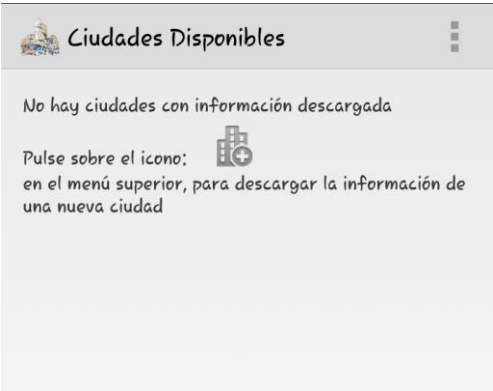 Ciudades Disponibles
No hay ciudades con información descargada
Pulse sobre el icono:
en el menú superior, para descargar la información de
una nueva ciudad